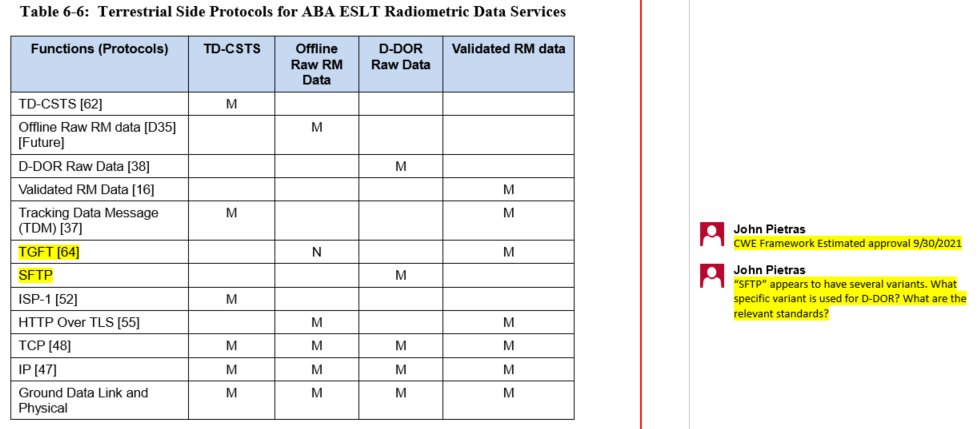 Table 6-6: Terrestrial Side Protocols for ABA ESLT Radiometric Data Services
Functions (Protocols) TD-CSTS Offline D-DOR Validated RM data
Raw RM Raw Data
Data
TD-CSTS [62] M
Offline Raw RM data [D35] M
[Future]
D-DOR Raw Data [38] M
Validated RM Data [16] M
Tracking Data Message M M
(TDM) [37]
TGFT [64] N M
SFTP M
ISP-1 [52] M
HTTP Over TLS [55] M M
TCP [48] M M M M
IP [47] M M M M
Ground Data Link and M M M M
Physical
John Pietras
CWE Framework Estimated approval 9/30/2021
John Pietras
“SFTP” appears to have several variants. What
specific variant is used for D-DOR? What are the
relevant standards?